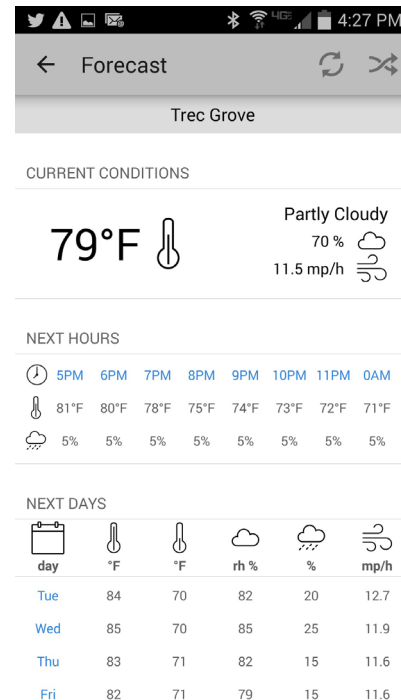 4GE 4:27 PM
Forecast
Trec Grove
CURRENT CONDITIONS
79°F
Partly Cloudy
70 %
11.5 mp/h
NEXT HOURS
5PM 6PM 7PM 8PM 9PM 10PM 11PM 0AM
81°F 80°F 78°F 75°F 74°F 73°F 72°F 71°F
5% 5% 5% 5% 5% 5% 5% 5%
NEXT DAYS
day °F °F rh % % mp/h
Tue 84 70 82 20 12.7
Wed 85 70 85 25 11.9
Thu 83 71 82 15 11.6
Fri 82 71 79 15 11.6